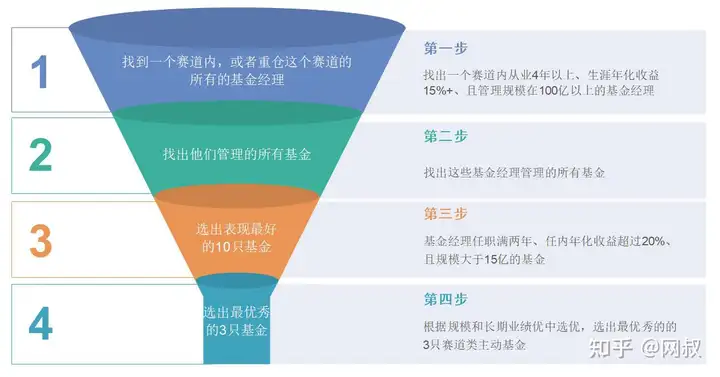 1
找到一个赛道内，或者重仓这个赛道的
所有的基金经理
第一步
找出一个赛道内从业4年以上、生涯年化收益
15%+、且管理规模在100亿以上的基金经理
2
找出他们管理的所有基金
第二步
找出这些基金经理管理的所有基金
3
选出表现最好
的10只基金
第三步
基金经理任职满两年、任内年化收益超过20%、
且规模大于15亿的基金
4
选出最优秀
的3只基金
第四步
根据规模和长期业绩优中选优，选出最优秀的的
3只赛道类主动基金
知乎 @网叔